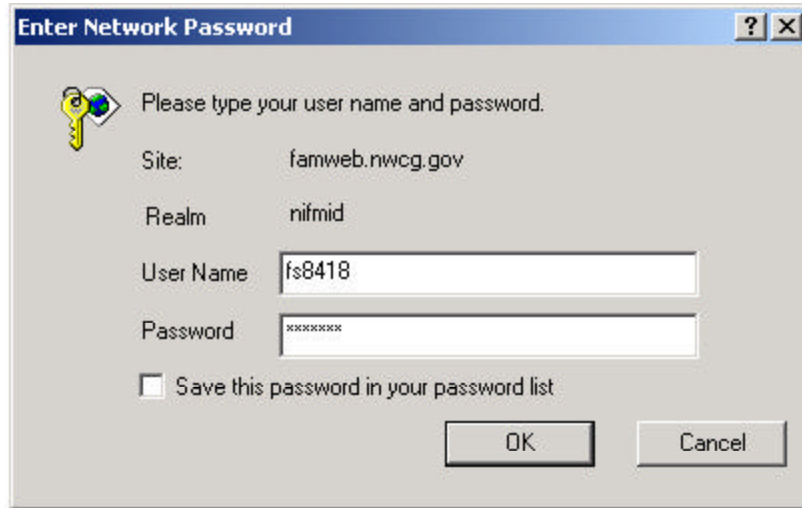 Enter Network Password
Please type your user name and password.
Site: famweb.nwcg.gov
Realm nifmid
User Name fs8418
Password *******
Save this password in your password list
OK Cancel